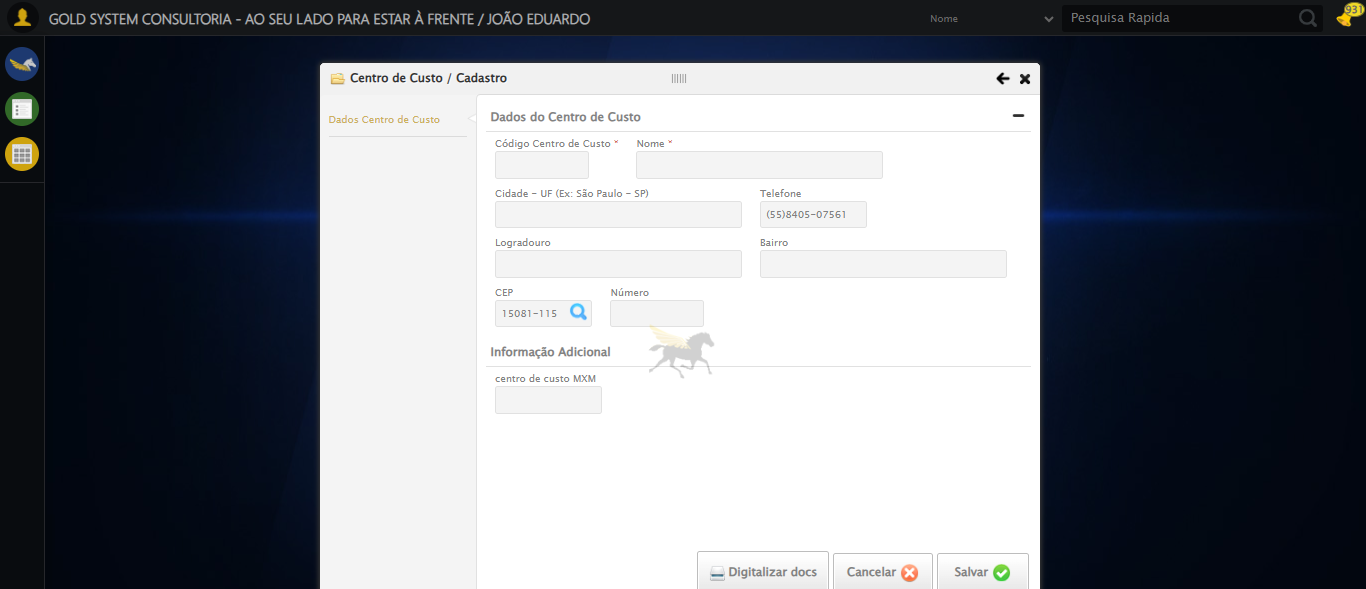 GOLD SYSTEM CONSULTORIA - AO SEU LADO PARA ESTAR À FRENTE / JOÃO EDUARDO
Nome
Pesquisa Rapida
931
Centro de Custo / Cadastro
Dados Centro de Custo
Dados do Centro de Custo
Código Centro de Custo * Nome *
Cidade - UF (Ex: São Paulo - SP) Telefone
(55)8405-07561
Logradouro Bairro
CEP Número
15081-115
Informação Adicional
centro de custo MXM
Digitalizar docs Cancelar Salvar